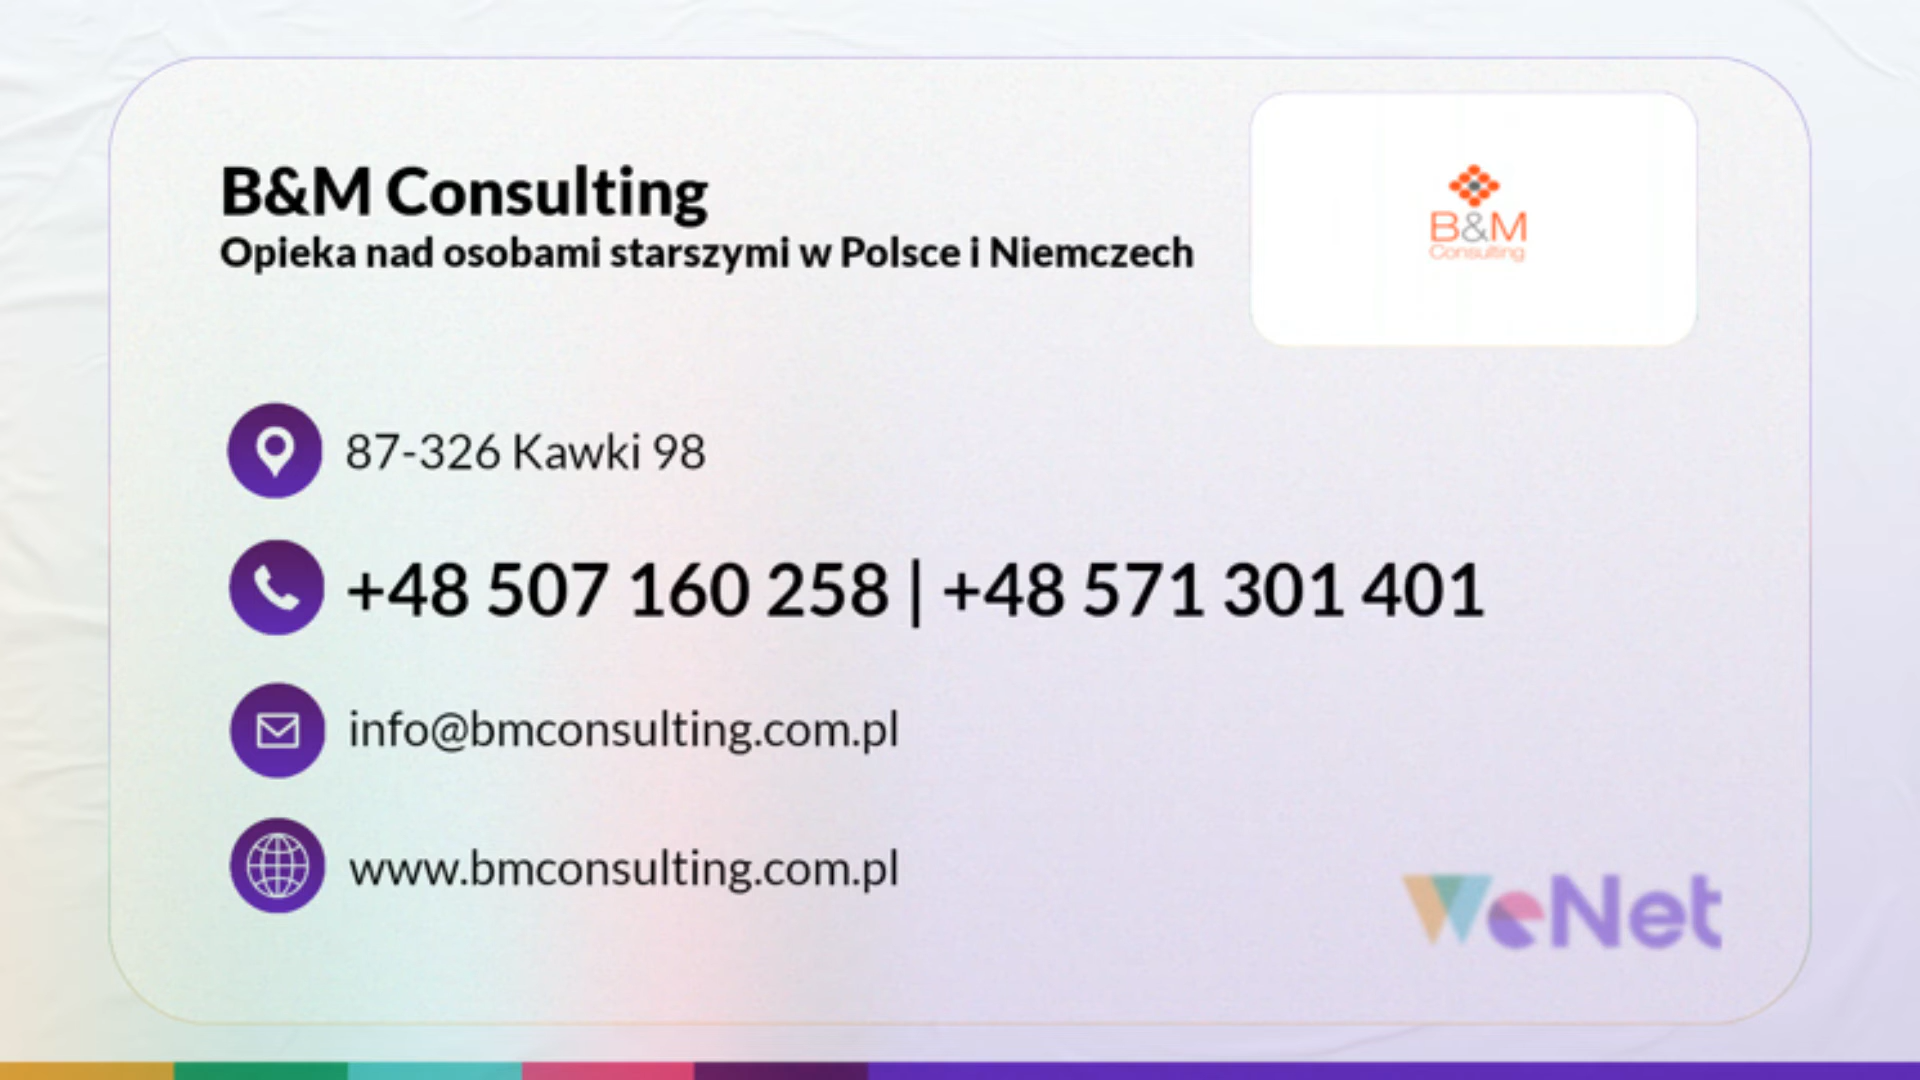 B&M Consulting
Opieka nad osobami starszymi w Polsce i Niemczech
B&M
Consulting
87-326 Kawki 98
+48 507 160 258 | +48 571 301 401
info@bmconsulting.com.pl
www.bmconsulting.com.pl
WeNet